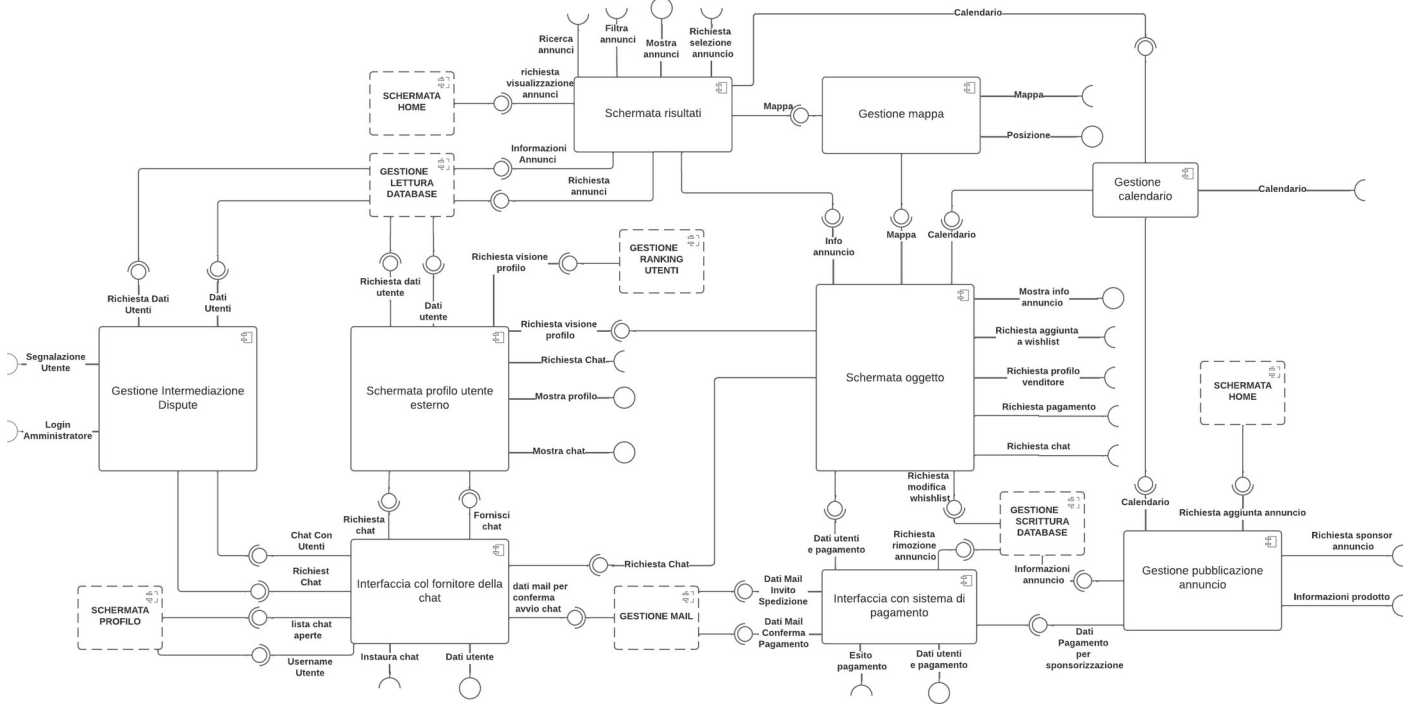 Calendario
Ricerca
annunci
Filtra
annunci
Mostra
annunci
Richiesta
selezione
annuncio
richiesta
visualizzazione
annunci
SCHERMATA
HOME
Schermata risultati
Mappa
Gestione mappa
Mappa
Posizione
Informazioni
Annunci
GESTIONE
LETTURA
DATABASE
Richiesta
annunci
Gestione
calendario
Calendario
Info
annuncio
Mappa
Calendario
Richiesta visione
profilo
GESTIONE
RANKING
UTENTI
Richiesta dati
utente
Dati
utente
Richiesta Dati
Utenti
Dati
Utenti
Mostra info
annuncio
Richiesta visione
profilo
Richiesta aggiunta
a wishlist
Segnalazione
Utente
Richiesta Chat
Gestione Intermediazione
Dispute
Schermata profilo utente
esterno
Schermata oggetto
Richiesta profilo
venditore
SCHERMATA
HOME
Mostra profilo
Richiesta pagamento
Login
Amministratore
Mostra chat
Richiesta chat
Richiesta
modifica
whishlist
Calendario
Richiesta aggiunta annuncio
Richiesta
chat
Fornisci
chat
GESTIONE
SCRITTURA
DATABASE
Chat Con
Utenti
Dati utenti
e pagamento
Richiesta
rimozione
annuncio
Richiesta sponsor
annuncio
Richiest
Chat
Interfaccia col fornitore della
chat
Richiesta Chat
Informazioni
annuncio
Gestione pubblicazione
annuncio
dati mail per
conferma
avvio chat
Dati Mail
Invito
Spedizione
Interfaccia con sistema di
pagamento
Informazioni prodotto
SCHERMATA
PROFILO
GESTIONE MAIL
lista chat
aperte
Dati Mail
Conferma
Pagamento
Dati
Pagamento
per
sponsorizzazione
Username
Utente
Instaura chat
Dati utente
Esito
pagamento
Dati utenti
e pagamento